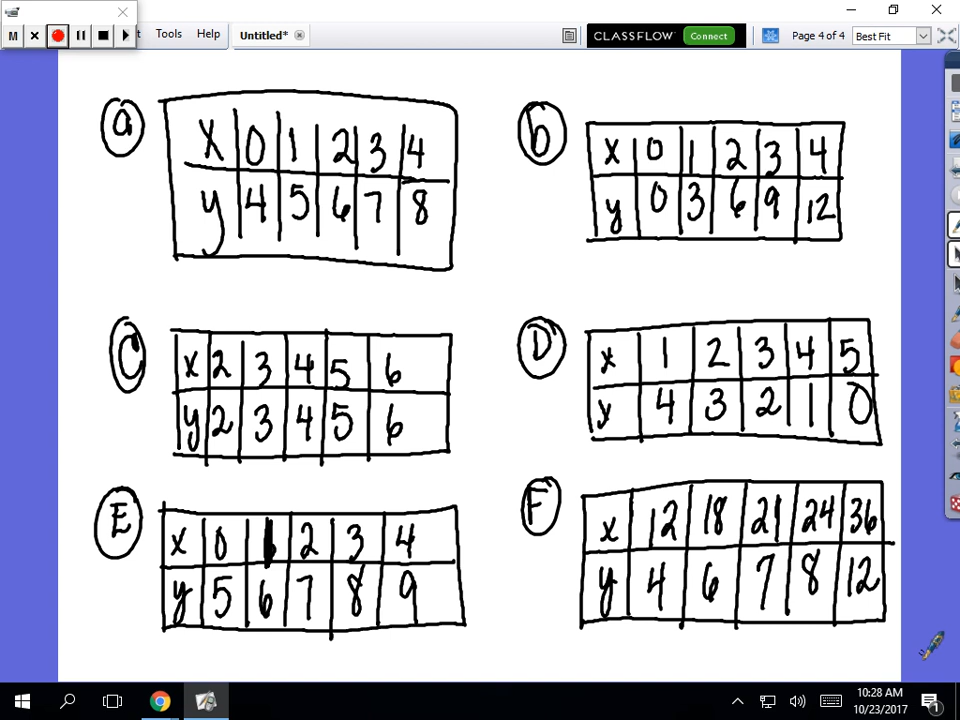 M
t Tools Help Untitled* CLASSFLOW Connect Page 4 of 4 Best Fit
a
x 0 1 2 3 4
y 4 5 6 7 8
b
x 0 1 2 3 4
y 0 3 6 9 12
C
x 2 3 4 5 6
y 2 3 4 5 6
D
x 1 2 3 4 5
y 4 3 2 1 0
E
x 0 1 2 3 4
y 5 6 7 8 9
F
x 12 18 21 24 36
y 4 6 7 8 12
10:28 AM
10/23/2017
1